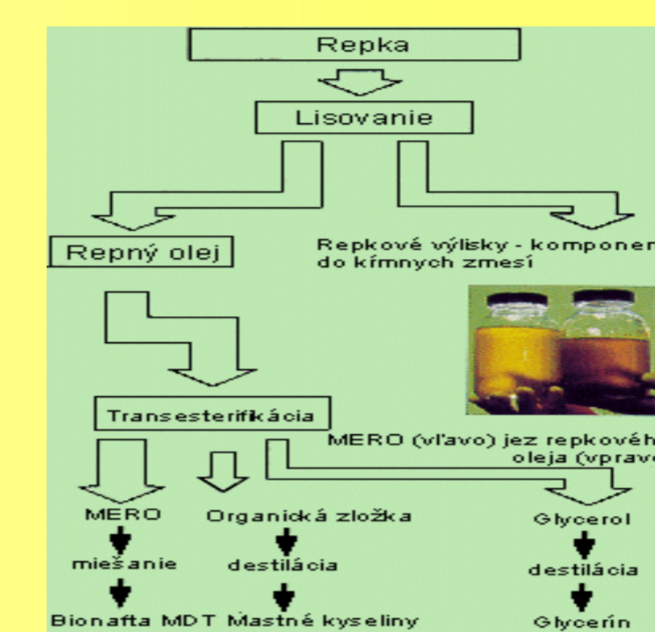 Repka
Lisovanie
Repný olej
Repkové výlisky - komponen
do kŕmnych zmesí
Transesterifikácia
MERO (vľavo) jez repkovéh
oleja (vprav
MERO
Organická zložka
Glycerol
miešanie
destilácia
destilácia
Bionafta MDT
Mastné kyseliny
Glycerín